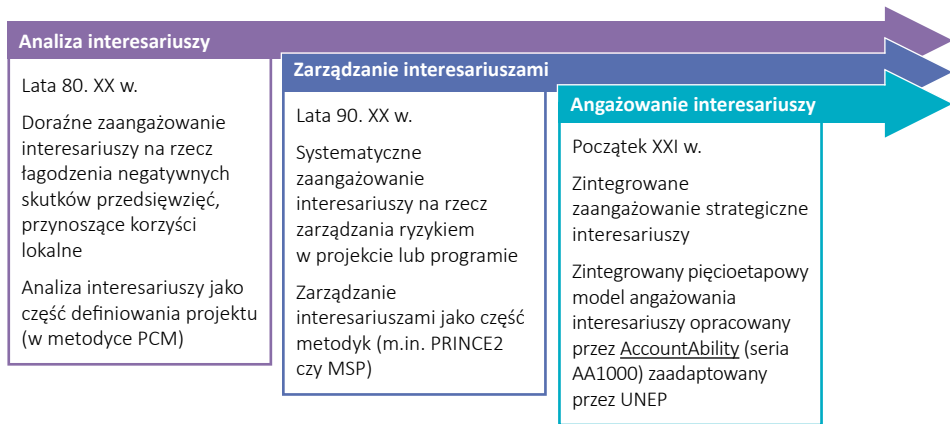 Analiza interesariuszy
Lata 80. XX w.
Doraźne zaangażowanie
interesariuszy na rzecz
łagodzenia negatywnych
skutków przedsięwzięć,
przynoszące korzyści
lokalne
Analiza interesariuszy jako
część definiowania projektu
(w metodyce PCM)
Zarządzanie interesariuszami
Lata 90. XX w.
Systematyczne
zaangażowanie
interesariuszy na rzecz
zarządzania ryzykiem
w projekcie lub programie
Zarządzanie
interesariuszami jako część
metodyk (m.in. PRINCE2
czy MSP)
Angażowanie interesariuszy
Początek XXI w.
Zintegrowane
zaangażowanie strategiczne
interesariuszy
Zintegrowany pięcioetapowy
model angażowania
interesariuszy opracowany
przez AccountAbility (seria
AA1000) zaadaptowany
przez UNEP